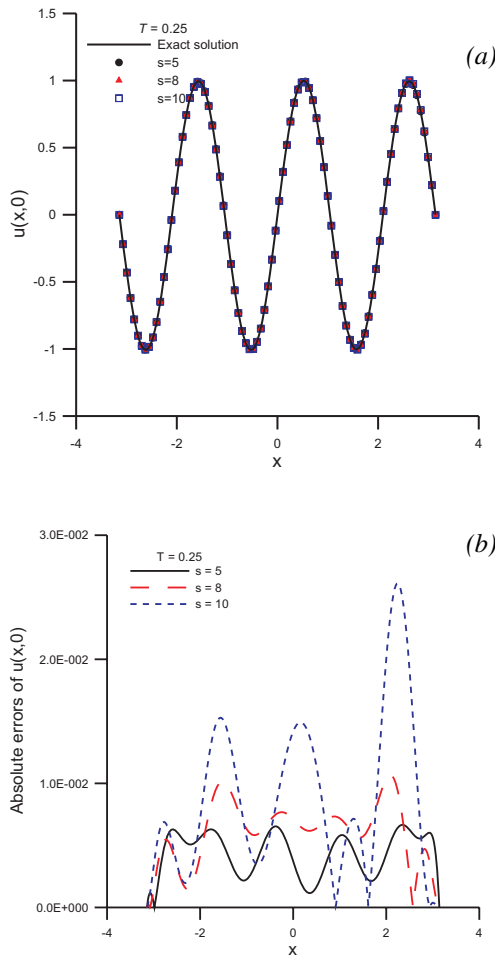 1.5
T = 0.25
Exact solution
(a)
s=5
1
s=8
s=10
0.5
u(x,0)
0
-0.5
-1
-1.5
-4
-2
0
2
4
x
3.0E-002
T = 0.25
(b)
s = 5
s = 8
s = 10
2.0E-002
Absolute errors of u(x,0)
1.0E-002
0.0E+000
-4
-2
0
2
4
x